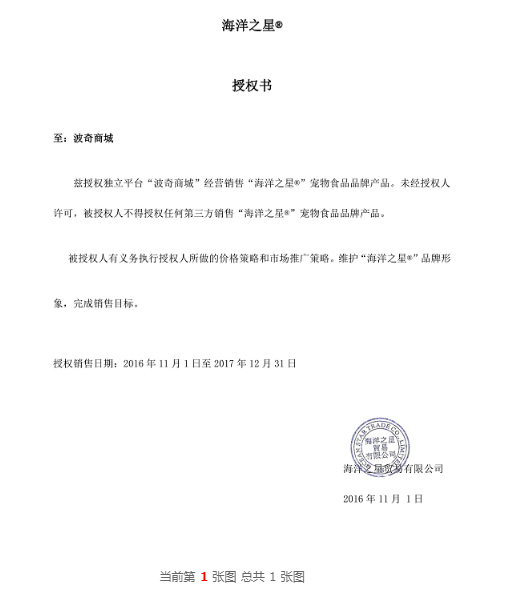 海洋之星®
授权书
至：波奇商城
兹授权独立平台“波奇商城”经营销售“海洋之星®”宠物食品品牌产品。未经授权人
许可，被授权人不得授权任何第三方销售“海洋之星®”宠物食品品牌产品。
被授权人有义务执行授权人所做的价格策略和市场推广策略。维护“海洋之星®”品牌形
象，完成销售目标。
授权销售日期：2016 年 11 月 1 日至 2017 年 12 月 31 日
STAR TRADE CO., LIMITED
海洋之星
贸易
有限公司
海洋之星贸易有限公司
2016 年 11 月 1 日
当前第 1 张图 总共 1 张图